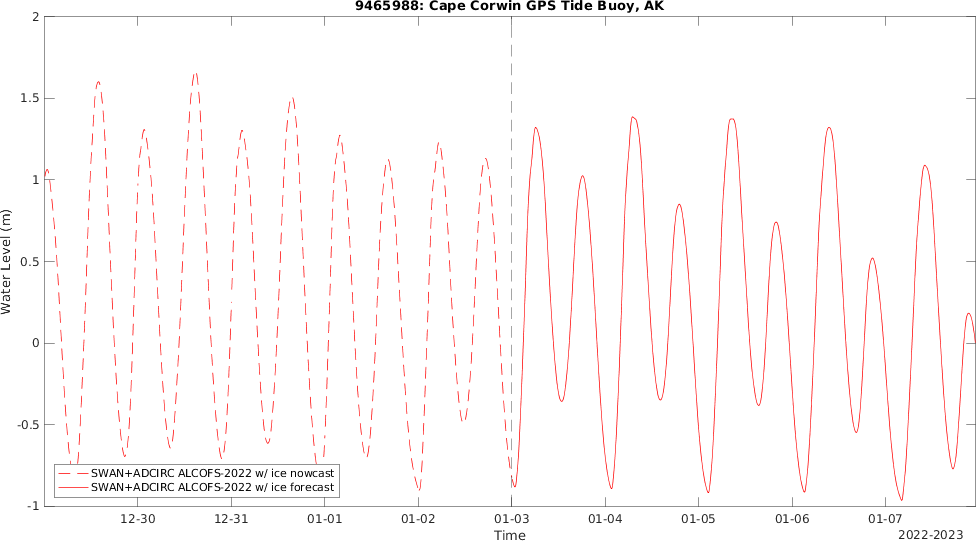 9465988: Cape Corwin GPS Tide Buoy, AK
2
1.5
1
0.5
0
-0.5
-1
Water Level (m)
SWAN+ADCIRC ALCOFS-2022 w/ ice nowcast
SWAN+ADCIRC ALCOFS-2022 w/ ice forecast
12-30 12-31 01-01 01-02 01-03 01-04 01-05 01-06 01-07
Time
2022-2023